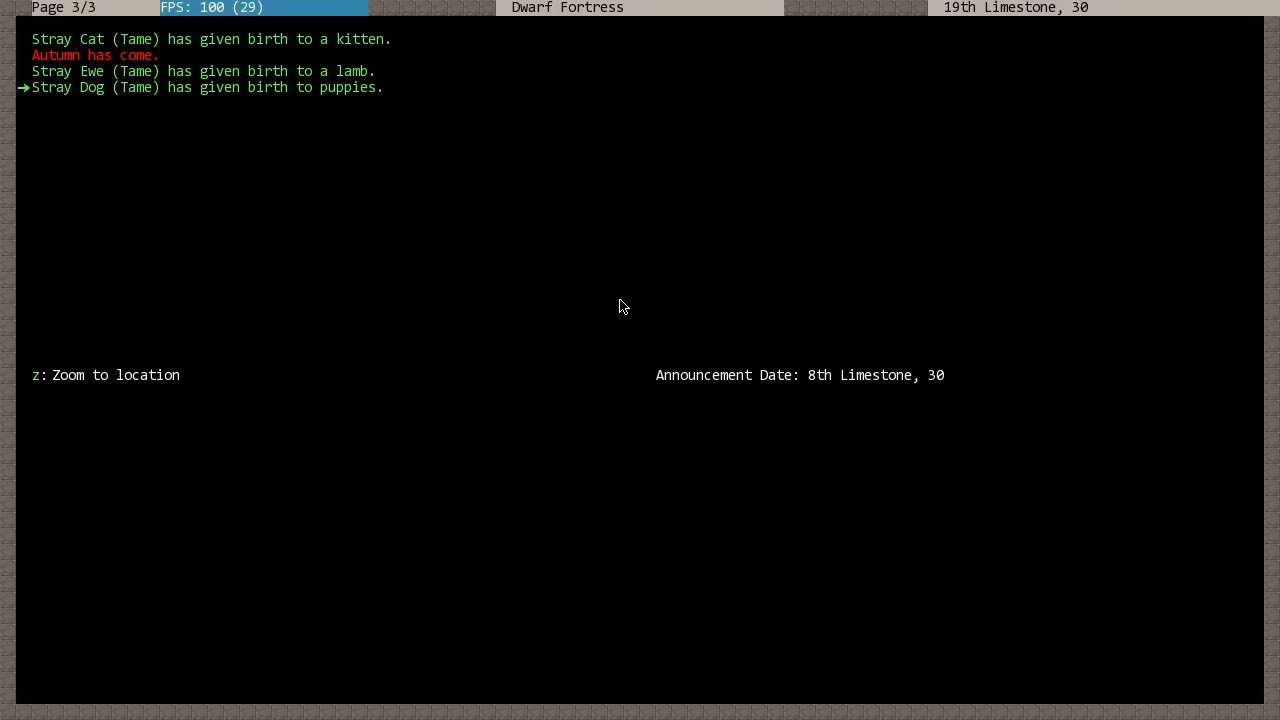 Page 3/3 FPS: 100 (29) Dwarf Fortress 19th Limestone, 30
Stray Cat (Tame) has given birth to a kitten.
Autumn has come.
Stray Ewe (Tame) has given birth to a lamb.
Stray Dog (Tame) has given birth to puppies.
z: Zoom to location Announcement Date: 8th Limestone, 30